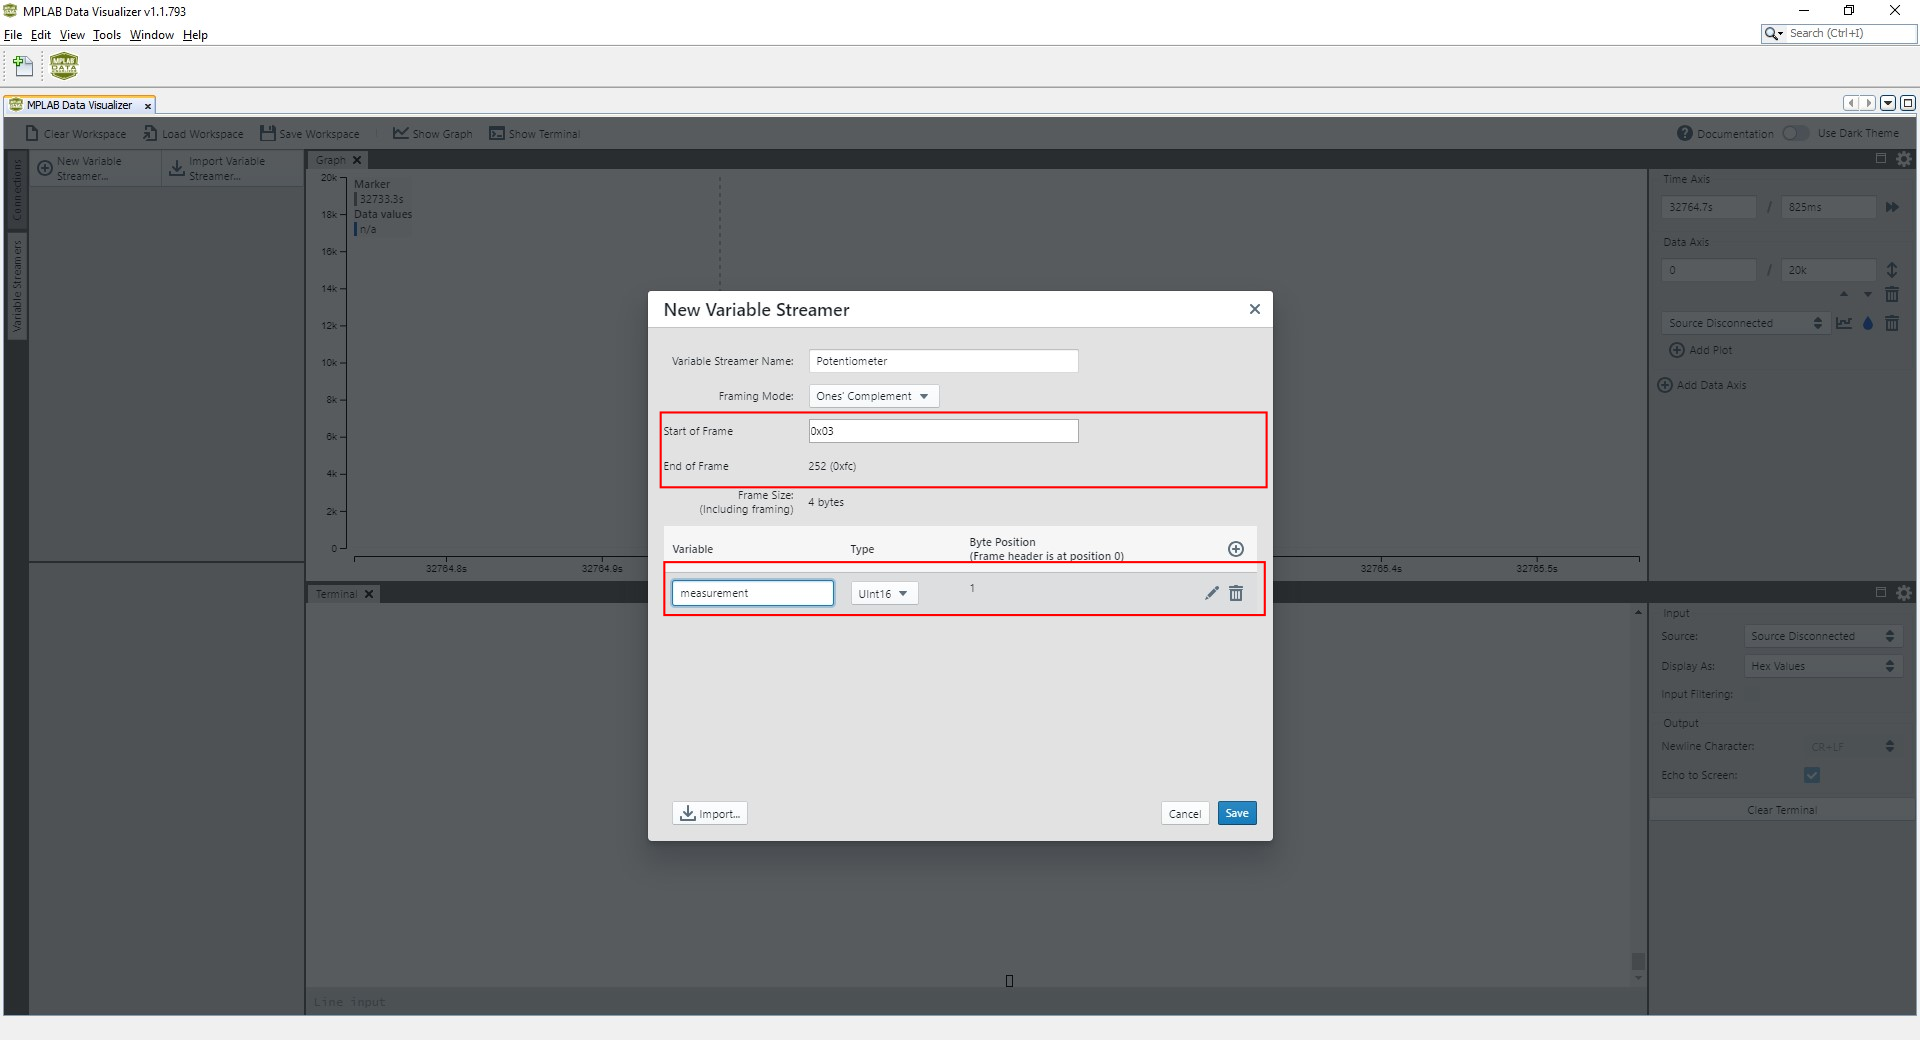 MPLAB Data Visualizer v1.1.793
File Edit View Tools Window Help
Search (Ctrl+I)
MPLAB Data Visualizer
Clear Workspace Load Workspace Save Workspace Show Graph Show Terminal
Documentation Use Dark Theme
Connections
Variable Streamers
New Variable
Streamer...
Import Variable
Streamer...
Graph
20k
18k
16k
14k
12k
10k
8k
6k
4k
2k
0
Marker
32733.3s
Data values
n/a
32764.8s 32764.9s 32765.4s 32765.5s
Time Axis
32764.7s / 825ms
Data Axis
0 / 20k
Source Disconnected
Add Plot
Add Data Axis
New Variable Streamer
Variable Streamer Name: Potentiometer
Framing Mode: Ones' Complement
Start of Frame 0x03
End of Frame 252 (0xfc)
Frame Size:
(Including framing)
4 bytes
Variable Type Byte Position
(Frame header is at position 0)
measurement UInt16 1
Import... Cancel Save
Terminal
Line input
Input
Source: Source Disconnected
Display As: Hex Values
Input Filtering:
Output
Newline Character: CR+LF
Echo to Screen:
Clear Terminal